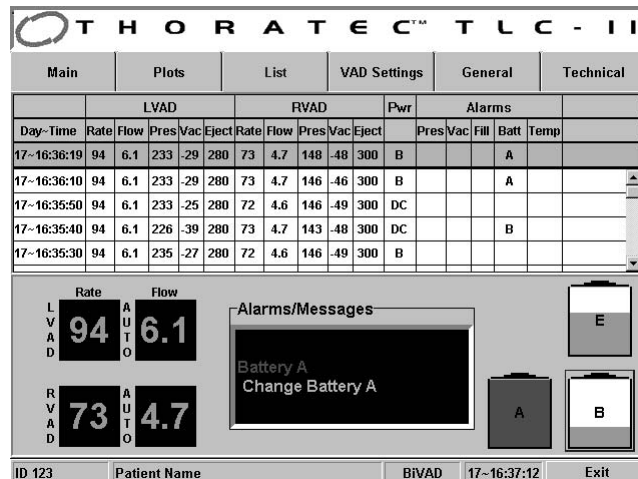 THORATEC™ TLC-II
Main Plots List VAD Settings General Technical
LVAD RVAD Pwr Alarms
Day~Time Rate Flow Pres Vac Eject Rate Flow Pres Vac Eject Pres Vac Fill Batt Temp
17~16:36:19 94 6.1 233 -29 280 73 4.7 148 -48 300 B A
17~16:36:10 94 6.1 233 -29 280 73 4.7 146 -46 300 B A
17~16:35:50 94 6.1 233 -25 280 72 4.6 146 -49 300 DC
17~16:35:40 94 6.1 226 -39 280 73 4.7 143 -48 DC B
17~16:35:30 94 6.1 235 -27 280 72 4.6 146 -49 300 B
Rate Flow
LVAD 94 AUTO 6.1
RVAD 73 AUTO 4.7
Alarms/Messages
Battery A
Change Battery A
E
A B
ID 123 Patient Name BiVAD 17~16:37:12 Exit